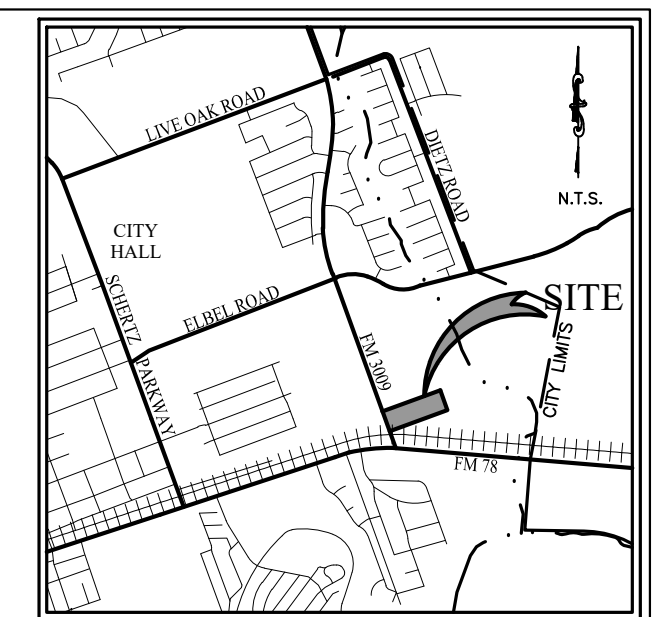 LIVE OAK ROAD
DIETZ ROAD
N.T.S.
CITY
HALL
SCHERTZ
PARKWAY
ELBEL ROAD
SITE
FM 3009
CITY LIMITS
FM 78